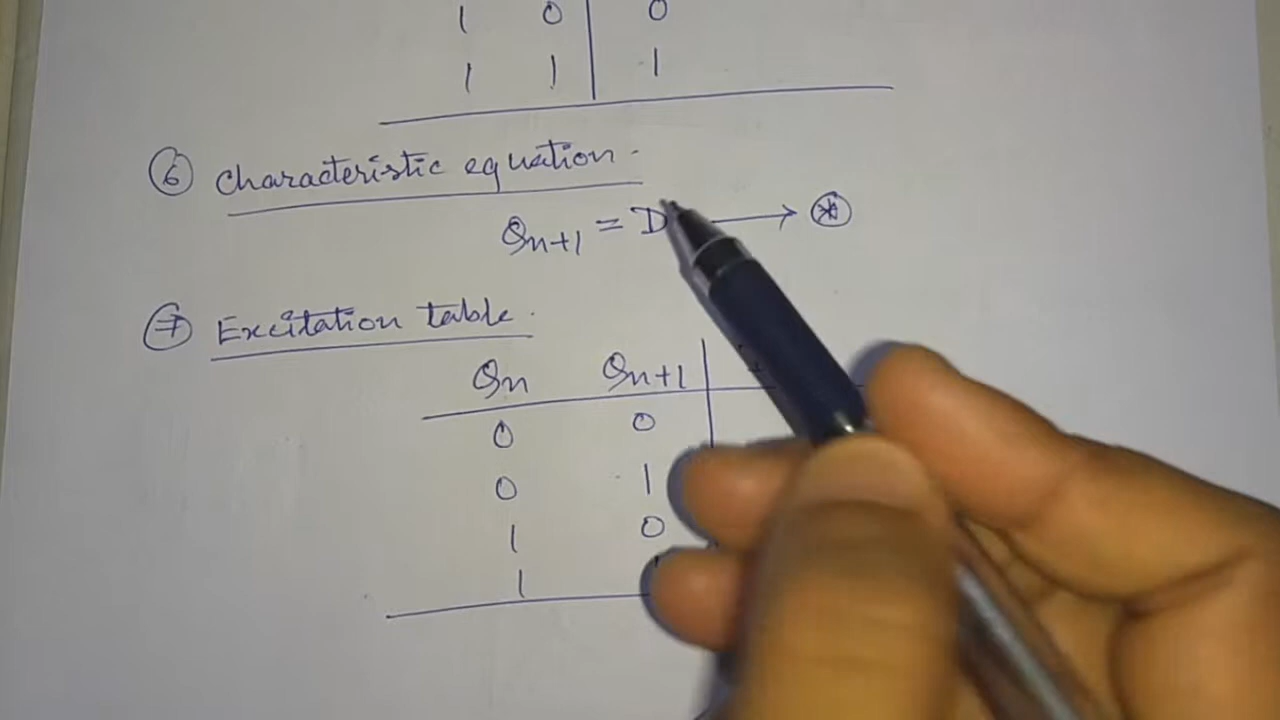 1 0 0
1 1 1
⑥ Characteristic equation.
Qn+1 = D → ⊛
⑦ Excitation table.
Qn Qn+1
0 0
0 1
1 0
1